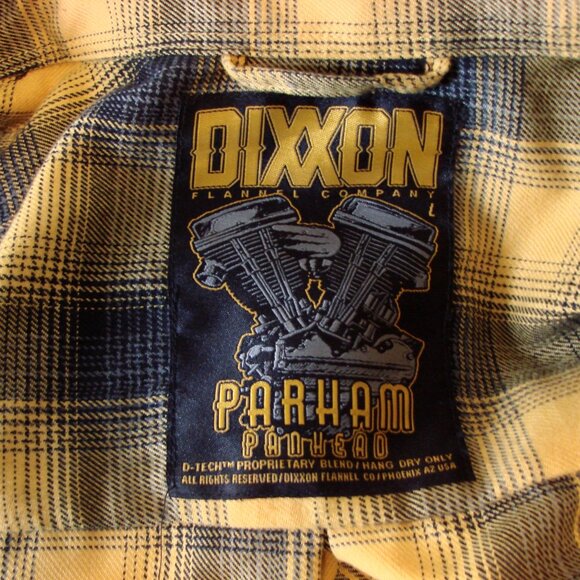 DIXXON
FLANNEL COMPANY
L
PARHAM
PANHEAD
D-TECH™ PROPRIETARY BLEND/HANG DRY ONLY
ALL RIGHTS RESERVED/DIXXON FLANNEL CO/PHOENIX AZ USA